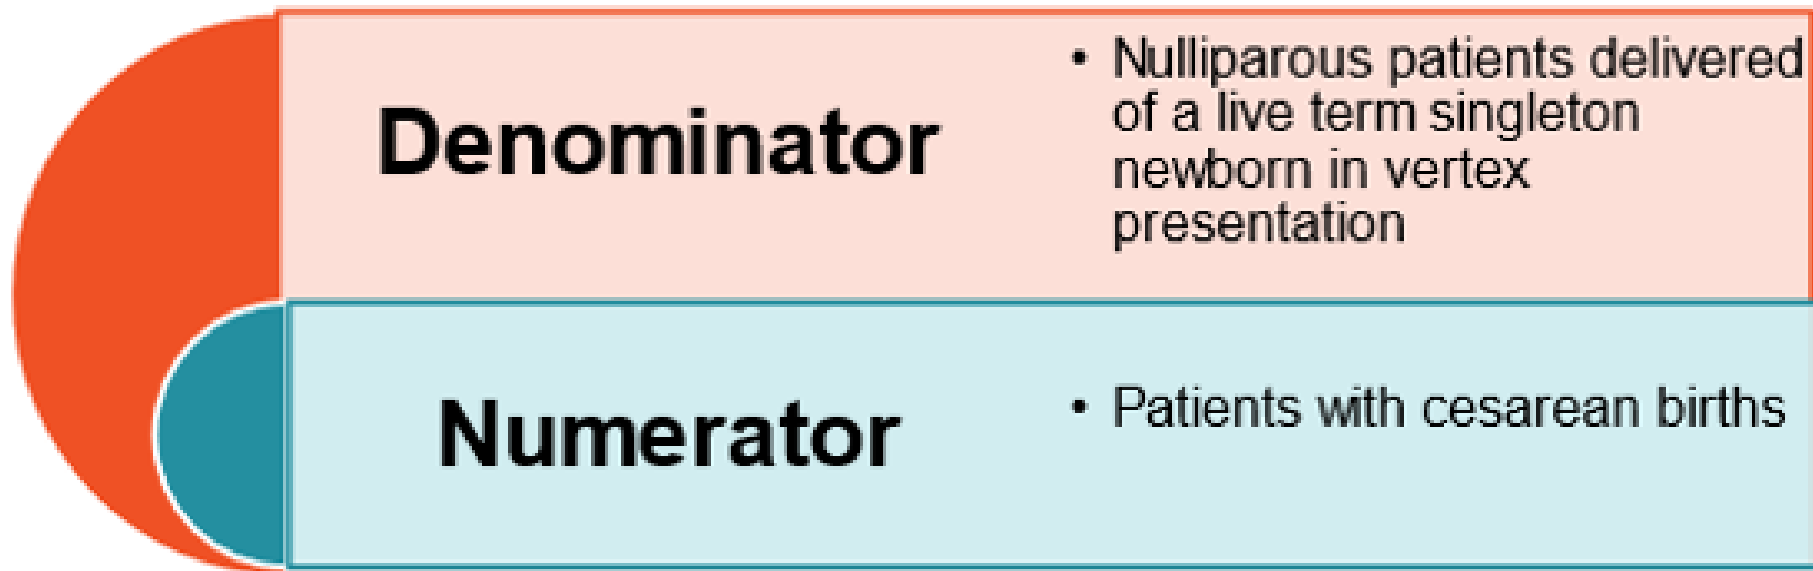 Denominator
• Nulliparous patients delivered
of a live term singleton
newborn in vertex
presentation
Numerator
• Patients with cesarean births